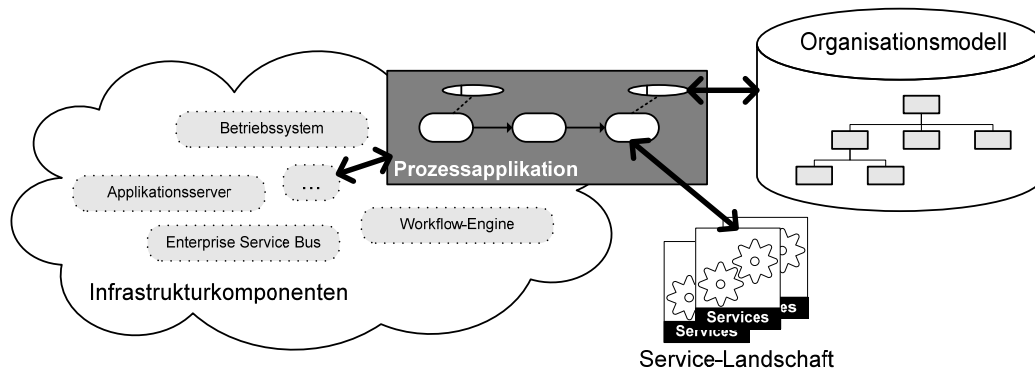 Organisationsmodell
Betriebssystem
Prozessapplikation
Applikationsserver
...
Workflow-Engine
Enterprise Service Bus
Infrastrukturkomponenten
Services
es
Services
Service-Landschaft